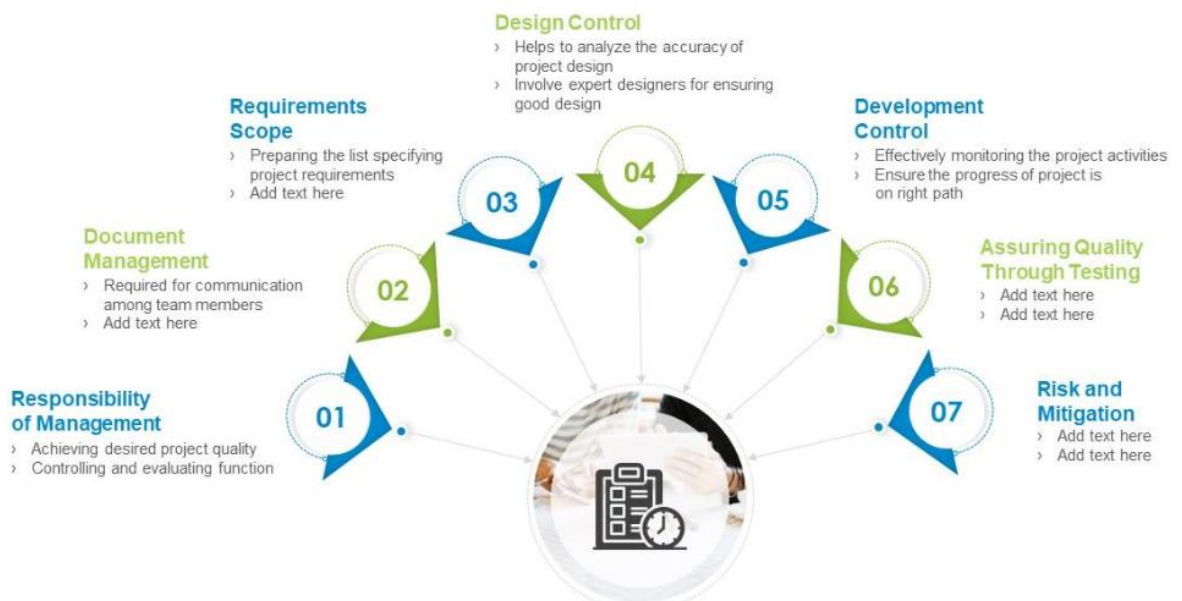 Responsibility
of Management
› Achieving desired project quality
› Controlling and evaluating function
01
Document
Management
› Required for communication
among team members
› Add text here
02
Requirements
Scope
› Preparing the list specifying
project requirements
› Add text here
03
Design Control
› Helps to analyze the accuracy of
project design
› Involve expert designers for ensuring
good design
04
Development
Control
› Effectively monitoring the project activities
› Ensure the progress of project is
on right path
05
Assuring Quality
Through Testing
› Add text here
› Add text here
06
Risk and
Mitigation
› Add text here
› Add text here
07